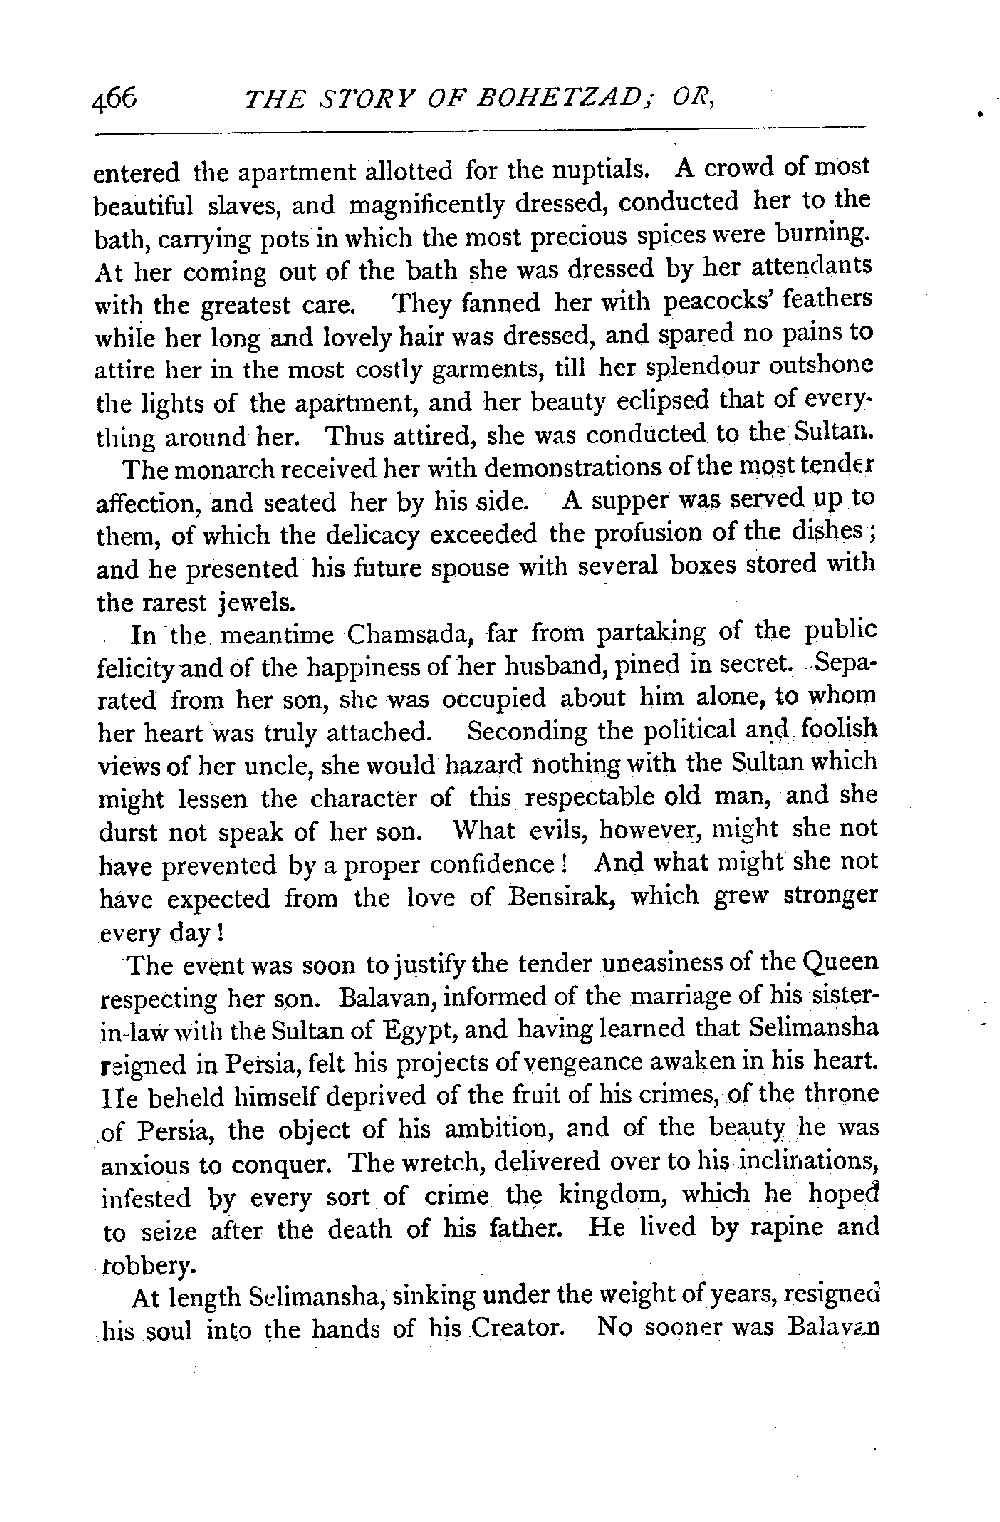 466 THE STORY OF BOHETZAD; OR,
entered the apartment allotted for the nuptials. A crowd of most
beautiful slaves, and magnificently dressed, conducted her to the
bath, carrying pots in which the most precious spices were burning.
At her coming out of the bath she was dressed by her attendants
with the greatest care. They fanned her with peacocks' feathers
while her long and lovely hair was dressed, and spared no pains to
attire her in the most costly garments, till her splendour outshone
the lights of the apartment, and her beauty eclipsed that of every-
thing around her. Thus attired, she was conducted to the Sultan.
The monarch received her with demonstrations of the most tender
affection, and seated her by his side. A supper was served up to
them, of which the delicacy exceeded the profusion of the dishes;
and he presented his future spouse with several boxes stored with
the rarest jewels.
In the meantime Chamsada, far from partaking of the public
felicity and of the happiness of her husband, pined in secret. Sepa-
rated from her son, she was occupied about him alone, to whom
her heart was truly attached. Seconding the political and foolish
views of her uncle, she would hazard nothing with the Sultan which
might lessen the character of this respectable old man, and she
durst not speak of her son. What evils, however, might she not
have prevented by a proper confidence! And what might she not
have expected from the love of Bensirak, which grew stronger
every day!
The event was soon to justify the tender uneasiness of the Queen
respecting her son. Balavan, informed of the marriage of his sister-
in-law with the Sultan of Egypt, and having learned that Selimansha
reigned in Persia, felt his projects of vengeance awaken in his heart.
He beheld himself deprived of the fruit of his crimes, of the throne
of Persia, the object of his ambition, and of the beauty he was
anxious to conquer. The wretch, delivered over to his inclinations,
infested by every sort of crime the kingdom, which he hoped
to seize after the death of his father. He lived by rapine and
robbery.
At length Selimansha, sinking under the weight of years, resigned
his soul into the hands of his Creator. No sooner was Balavan